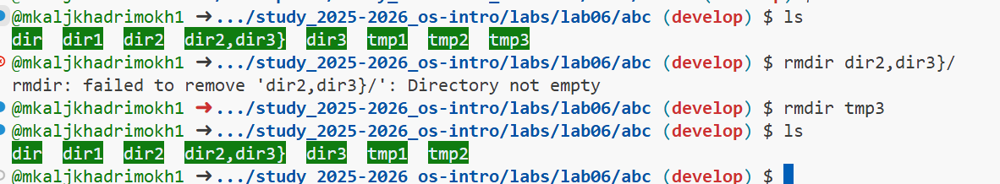 @mkaljkhadrimokh1 ➜.../study_2025-2026_os-intro/labs/lab06/abc (develop) $ ls
dir dir1 dir2 dir2,dir3} dir3 tmp1 tmp2 tmp3
@mkaljkhadrimokh1 ➜.../study_2025-2026_os-intro/labs/lab06/abc (develop) $ rmdir dir2,dir3}/
rmdir: failed to remove 'dir2,dir3}/': Directory not empty
@mkaljkhadrimokh1 ➜.../study_2025-2026_os-intro/labs/lab06/abc (develop) $ rmdir tmp3
@mkaljkhadrimokh1 ➜.../study_2025-2026_os-intro/labs/lab06/abc (develop) $ ls
dir dir1 dir2 dir2,dir3} dir3 tmp1 tmp2
@mkaljkhadrimokh1 ➜.../study_2025-2026_os-intro/labs/lab06/abc (develop) $